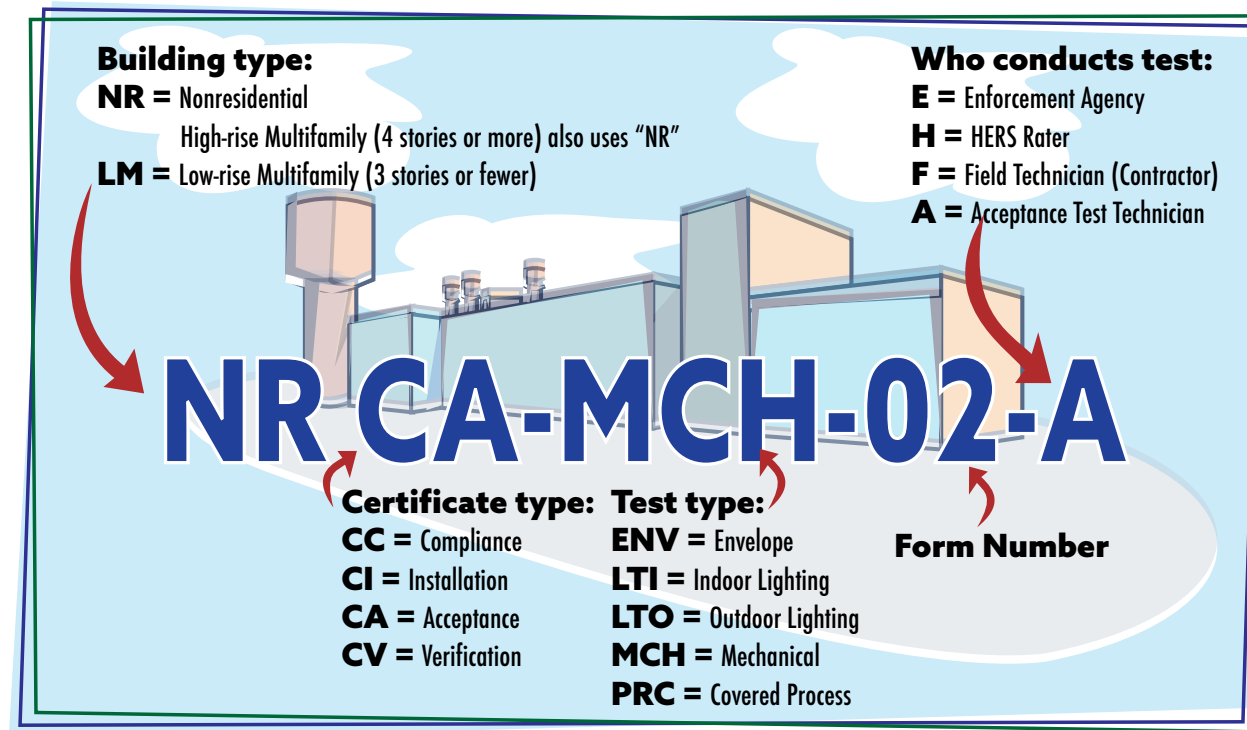 Building type:
NR = Nonresidential
High-rise Multifamily (4 stories or more) also uses “NR”
LM = Low-rise Multifamily (3 stories or fewer)
Who conducts test:
E = Enforcement Agency
H = HERS Rater
F = Field Technician (Contractor)
A = Acceptance Test Technician
NR CA-MCH-02-A
Certificate type:
CC = Compliance
CI = Installation
CA = Acceptance
CV = Verification
Test type:
ENV = Envelope
LTI = Indoor Lighting
LTO = Outdoor Lighting
MCH = Mechanical
PRC = Covered Process
Form Number